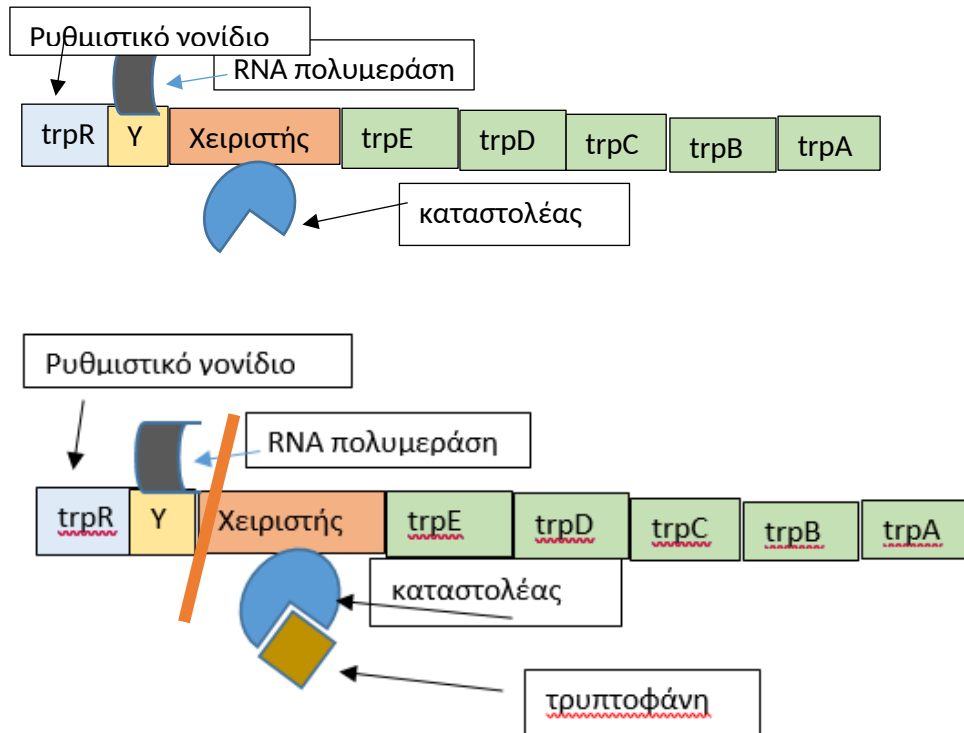 Ρυθμιστικό γονίδιο
RNA πολυμεράση
trpR Υ Χειριστής trpE trpD trpC trpB trpA
καταστολέας
Ρυθμιστικό γονίδιο
RNA πολυμεράση
trpR Υ Χειριστής trpE trpD trpC trpB trpA
καταστολέας
τρυπτοφάνη